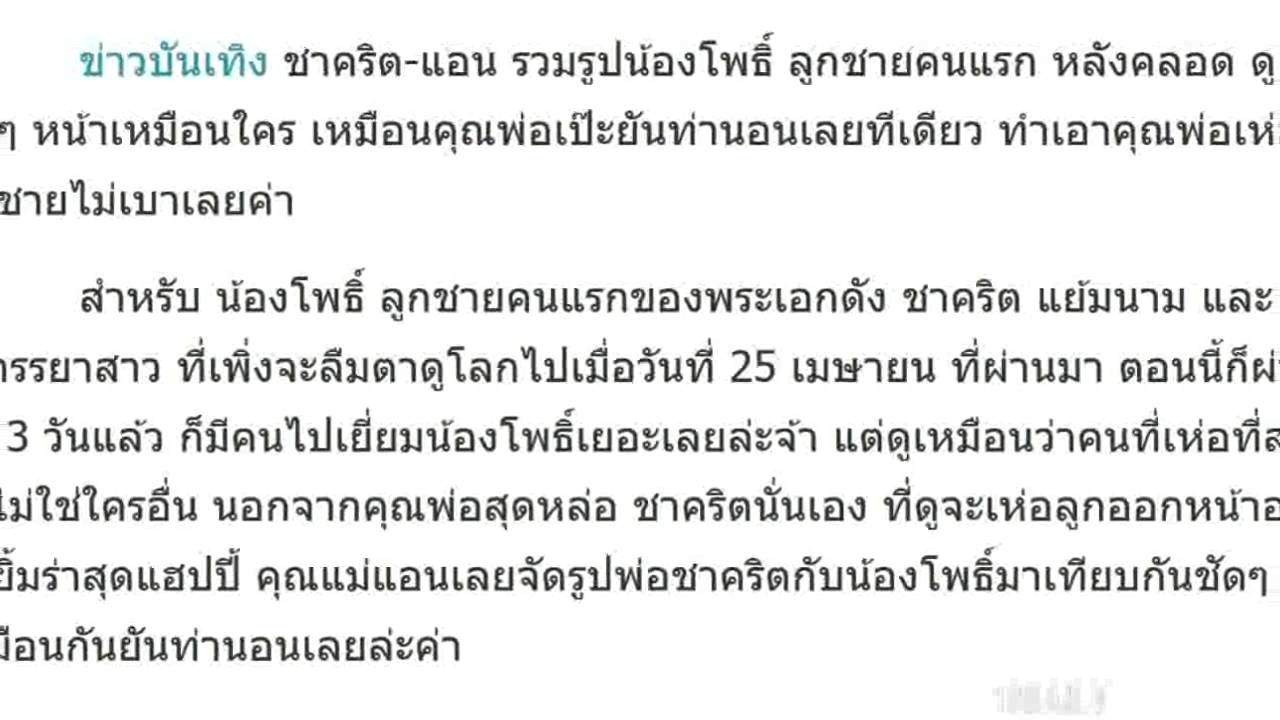 ข่าวบันเทิง ชาคริต-แอน รวมรูปน้องโพธิ์ ลูกชายคนแรก หลังคลอด ดู
ๆ หน้าเหมือนใคร เหมือนคุณพ่อเป๊ะยันท่านอนเลยทีเดียว ทำเอาคุณพ่อเห่
ชายไม่เบาเลยค่า
สำหรับ น้องโพธิ์ ลูกชายคนแรกของพระเอกดัง ชาคริต แย้มนาม และ
รรยาสาว ที่เพิ่งจะลืมตาดูโลกไปเมื่อวันที่ 25 เมษายน ที่ผ่านมา ตอนนี้ก็ผ่
3 วันแล้ว ก็มีคนไปเยี่ยมน้องโพธิ์เยอะเลยล่ะจ้า แต่ดูเหมือนว่าคนที่เห่อที่ส
ไม่ใช่ใครอื่น นอกจากคุณพ่อสุดหล่อ ชาคริตนั่นเอง ที่ดูจะเห่อลูกออกหน้าอ
ยิ้มร่าสุดแฮปปี้ คุณแม่แอนเลยจัดรูปพ่อชาคริตกับน้องโพธิ์มาเทียบกันชัดๆ
มือนกันยันท่านอนเลยล่ะค่า